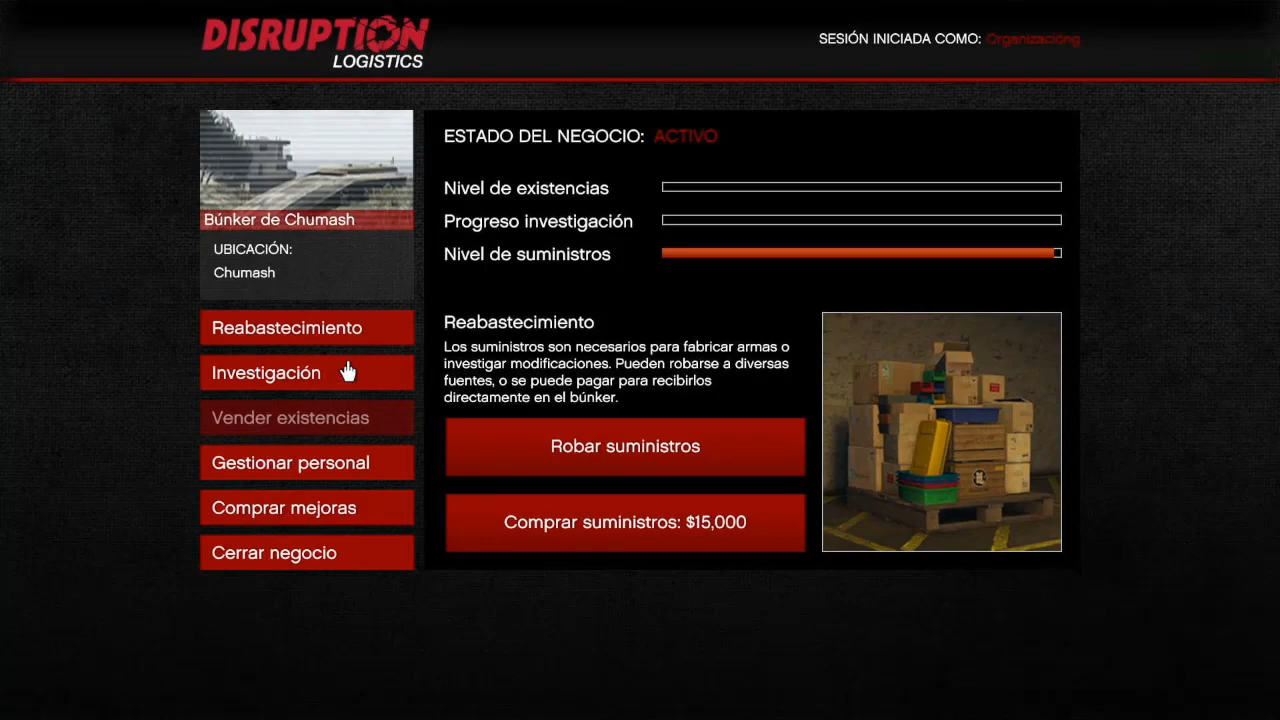 DISRUPTION
LOGISTICS
SESIÓN INICIADA COMO: Organizacióng
Búnker de Chumash
UBICACIÓN:
Chumash
Reabastecimiento
Investigación
Vender existencias
Gestionar personal
Comprar mejoras
Cerrar negocio
ESTADO DEL NEGOCIO: ACTIVO
Nivel de existencias
Progreso investigación
Nivel de suministros
Reabastecimiento
Los suministros son necesarios para fabricar armas o
investigar modificaciones. Pueden robarse a diversas
fuentes, o se puede pagar para recibirlos
directamente en el búnker.
Robar suministros
Comprar suministros: $15,000